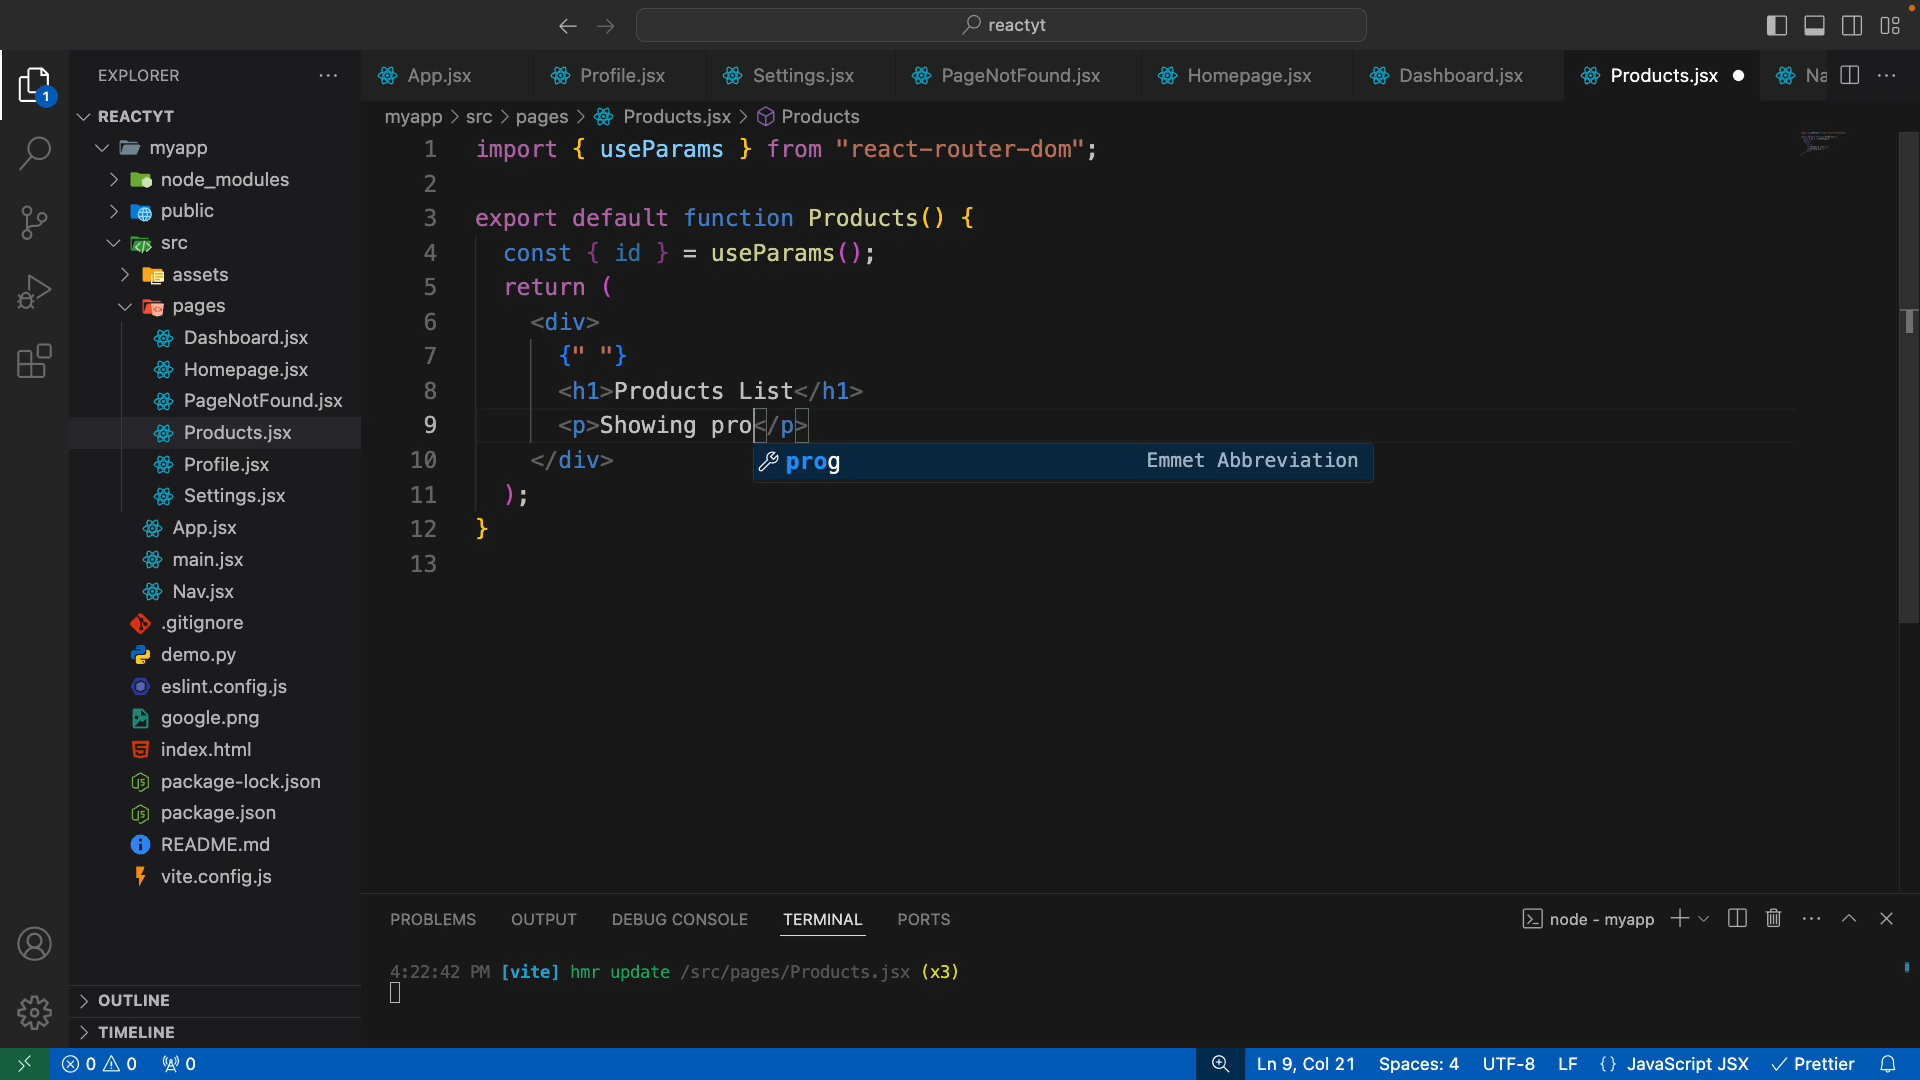 reactyt
EXPLORER
App.jsx
Profile.jsx
Settings.jsx
PageNotFound.jsx
Homepage.jsx
Dashboard.jsx
Products.jsx
Na
myapp > src > pages > Products.jsx > Products
1
REACTYT
myapp
node_modules
public
src
assets
pages
Dashboard.jsx
Homepage.jsx
PageNotFound.jsx
Products.jsx
Profile.jsx
Settings.jsx
App.jsx
main.jsx
Nav.jsx
.gitignore
demo.py
eslint.config.js
google.png
index.html
package-lock.json
package.json
README.md
vite.config.js
OUTLINE
TIMELINE
1 import { useParams } from "react-router-dom";
2
3 export default function Products() {
4 const { id } = useParams();
5 return (
6 <div>
7 {" "}
8 <h1>Products List</h1>
9 <p>Showing pro</p>
prog Emmet Abbreviation
10 </div>
11 );
12 }
13
PROBLEMS OUTPUT DEBUG CONSOLE TERMINAL PORTS
node - myapp
4:22:42 PM [vite] hmr update /src/pages/Products.jsx (x3)
0 0 0
Ln 9, Col 21 Spaces: 4 UTF-8 LF {} JavaScript JSX Prettier